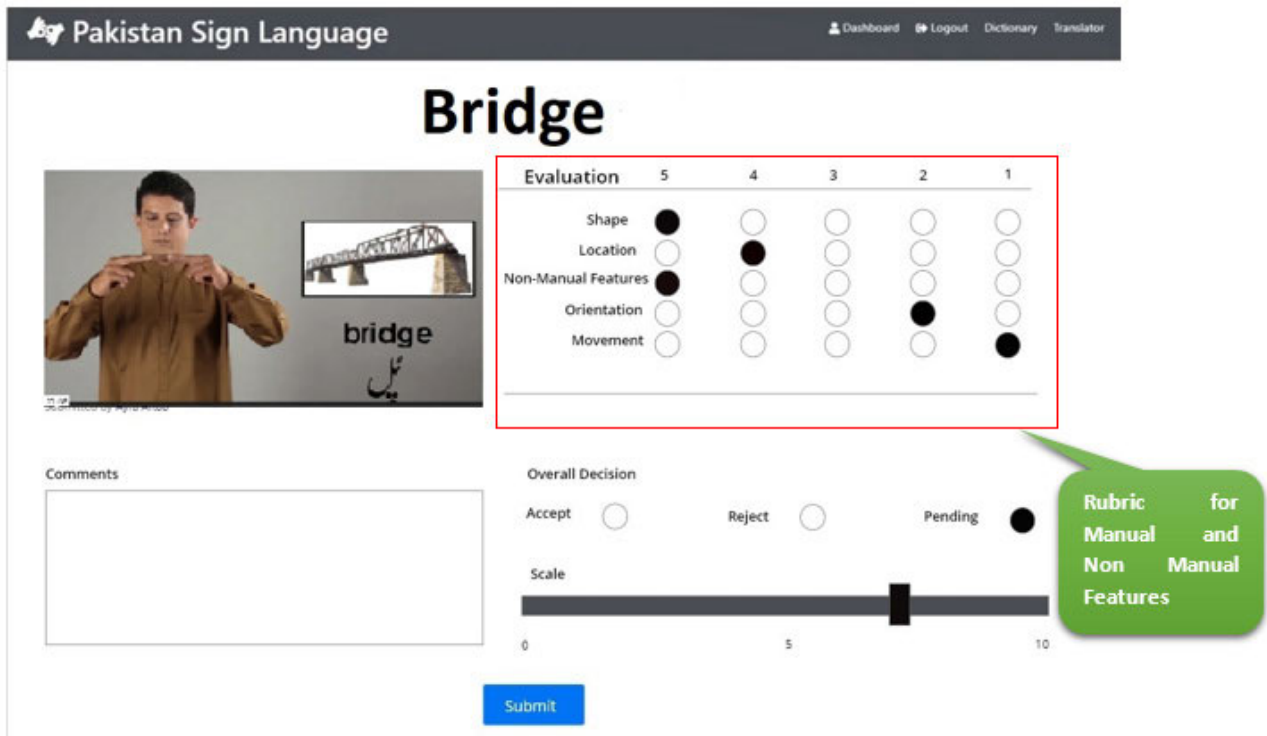 Pakistan Sign Language
Dashboard Logout Dictionary Translator
Bridge
Evaluation 5 4 3 2 1
Shape
Location
Non-Manual Features
Orientation
Movement
bridge
پُل
Comments
Overall Decision
Accept Reject Pending
Scale
0 5 10
Submit
Rubric for
Manual and
Non Manual
Features